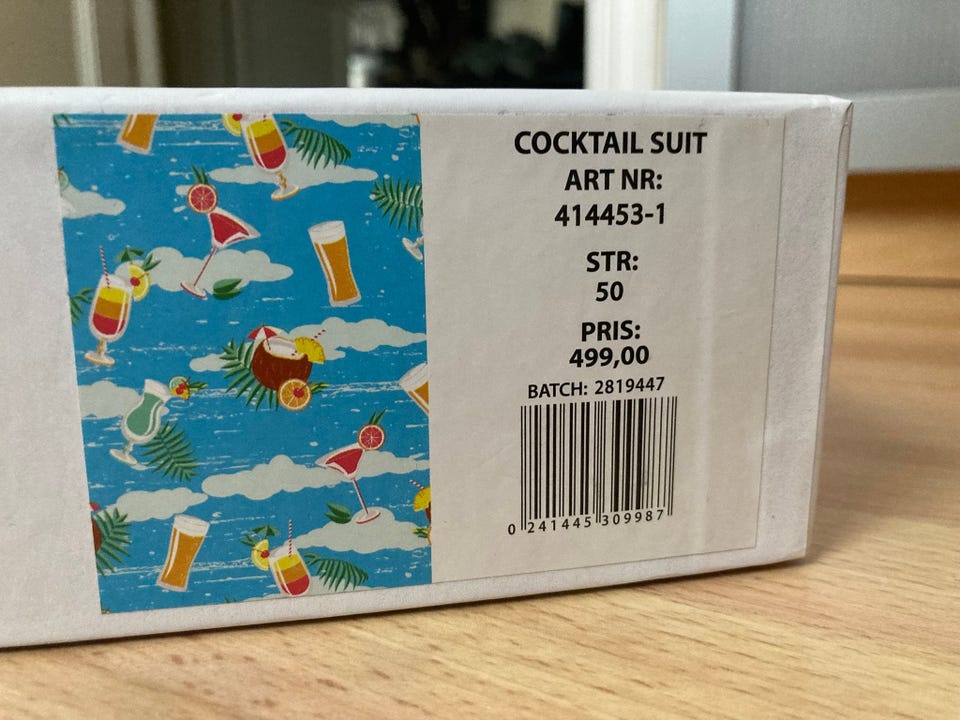 COCKTAIL SUIT
ART NR:
414453-1
STR:
50
PRIS:
499,00
BATCH: 2819447
0 241445 309987